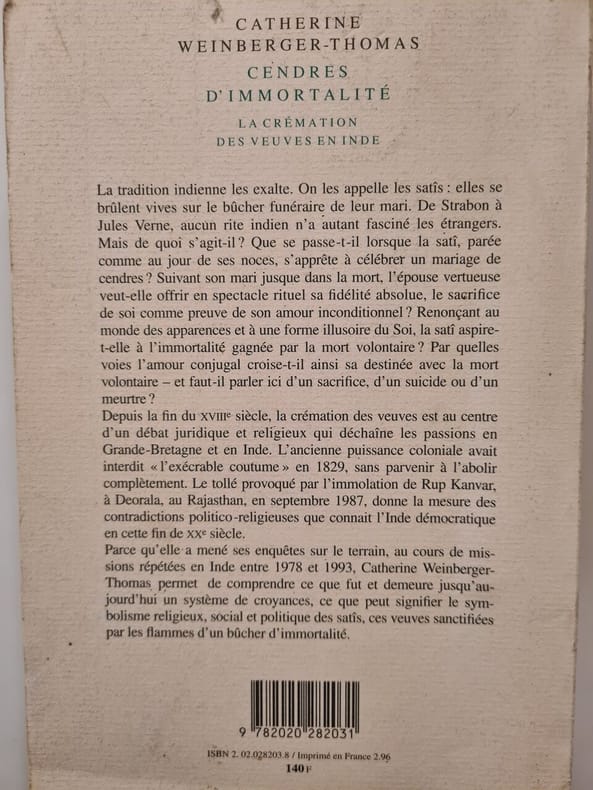 CATHERINE
WEINBERGER-THOMAS
CENDRES
D'IMMORTALITÉ
LA CRÉMATION
DES VEUVES EN INDE
La tradition indienne les exalte. On les appelle les satîs : elles se
brûlent vives sur le bûcher funéraire de leur mari. De Strabon à
Jules Verne, aucun rite indien n'a autant fasciné les étrangers.
Mais de quoi s'agit-il ? Que se passe-t-il lorsque la satî, parée
comme au jour de ses noces, s'apprête à célébrer un mariage de
cendres ? Suivant son mari jusque dans la mort, l'épouse vertueuse
veut-elle offrir en spectacle rituel sa fidélité absolue, le sacrifice
de soi comme preuve de son amour inconditionnel ? Renonçant au
monde des apparences et à une forme illusoire du Soi, la satî aspire-
t-elle à l'immortalité gagnée par la mort volontaire ? Par quelles
voies l'amour conjugal croise-t-il ainsi sa destinée avec la mort
volontaire – et faut-il parler ici d'un sacrifice, d'un suicide ou d'un
meurtre ?
Depuis la fin du XVIIIe siècle, la crémation des veuves est au centre
d'un débat juridique et religieux qui déchaîne les passions en
Grande-Bretagne et en Inde. L'ancienne puissance coloniale avait
interdit « l'exécrable coutume » en 1829, sans parvenir à l'abolir
complètement. Le tollé provoqué par l'immolation de Rup Kanvar,
à Deorala, au Rajasthan, en septembre 1987, donne la mesure des
contradictions politico-religieuses que connait l'Inde démocratique
en cette fin de XXe siècle.
Parce qu'elle a mené ses enquêtes sur le terrain, au cours de mis-
sions répétées en Inde entre 1978 et 1993, Catherine Weinberger-
Thomas permet de comprendre ce que fut et demeure jusqu'au-
jourd'hui un système de croyances, ce que peut signifier le sym-
bolisme religieux, social et politique des satîs, ces veuves sanctifiées
par les flammes d'un bûcher d'immortalité.
9 782020 282031
ISBN 2. 02.028203.8 / Imprimé en France 2.96
140 F